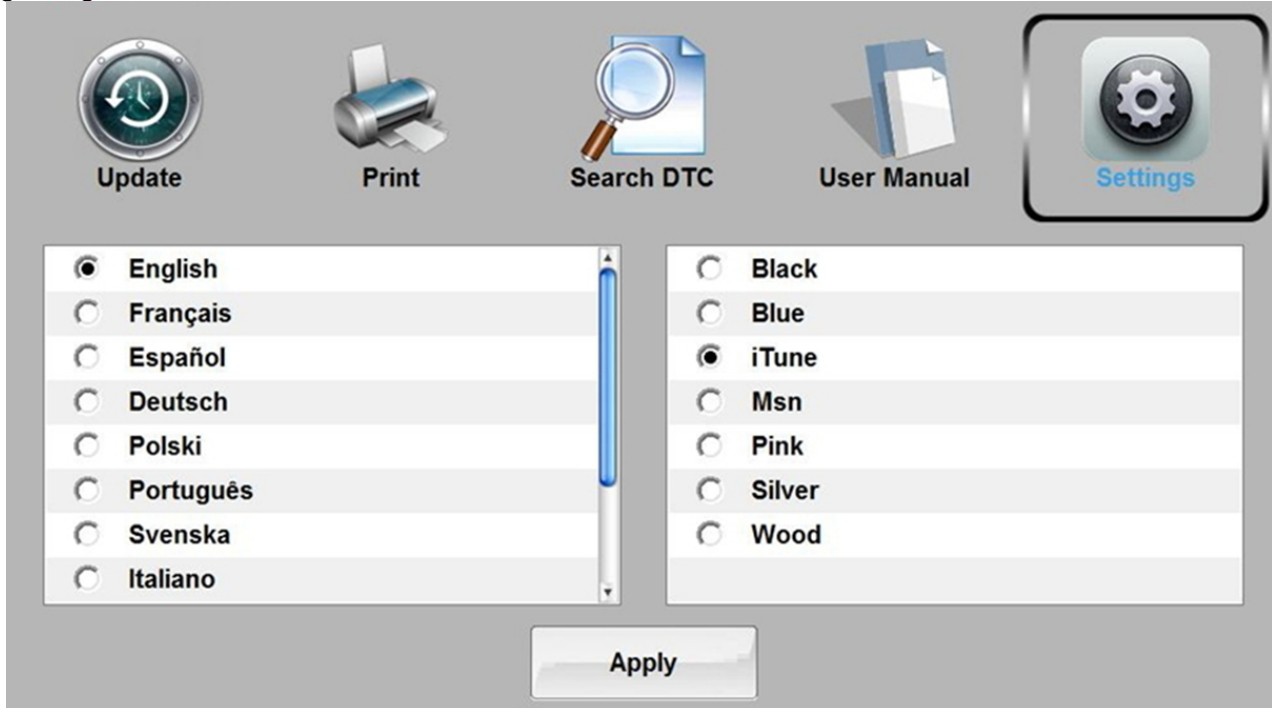 Update Print Search DTC User Manual Settings
English
Français
Español
Deutsch
Polski
Português
Svenska
Italiano
Black
Blue
iTune
Msn
Pink
Silver
Wood
Apply